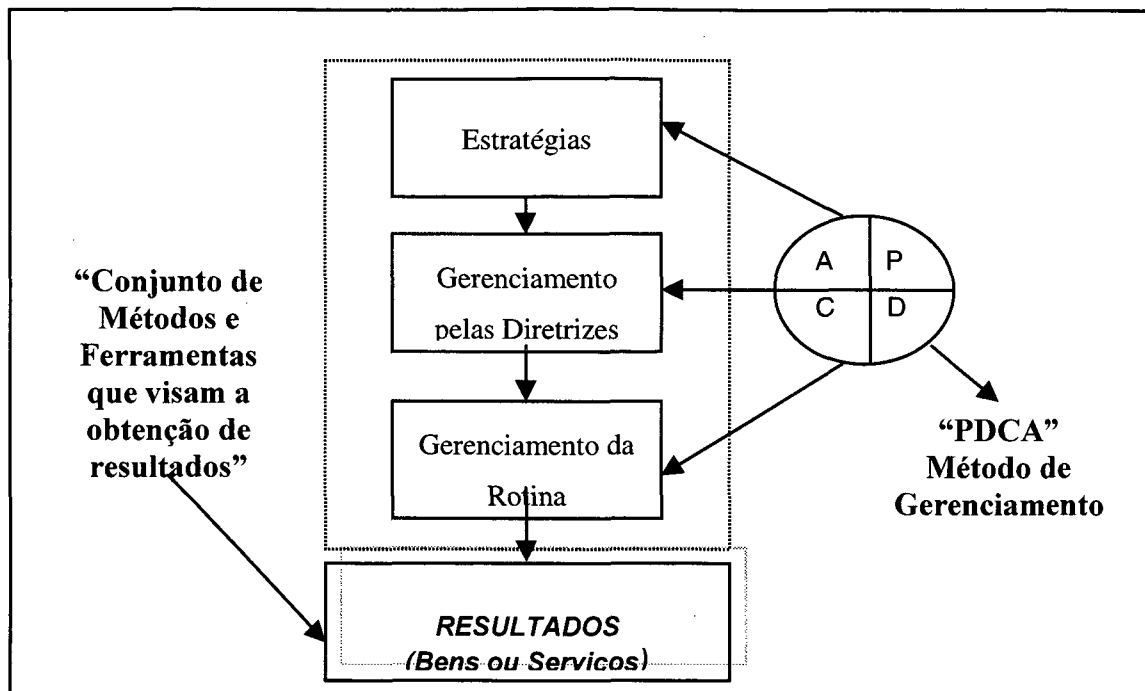 Estratégias
Gerenciamento
pelas Diretrizes
Gerenciamento da
Rotina
RESULTADOS
(Bens ou Serviços)
“Conjunto de
Métodos e
Ferramentas
que visam a
obtenção de
resultados”
A P
C D
“PDCA”
Método de
Gerenciamento